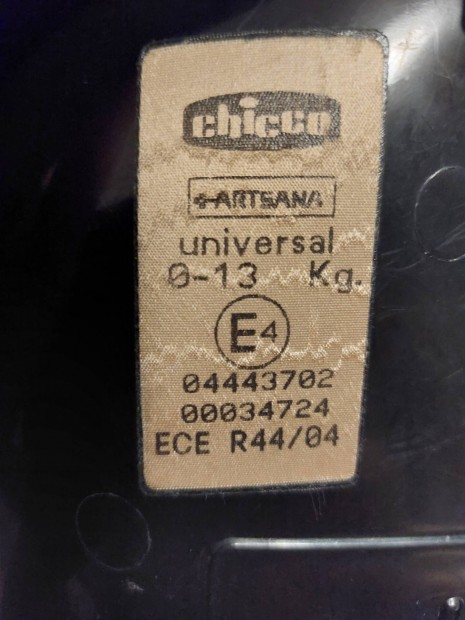 chicco
ARTSANA
universal
0-13 Kg.
E4
04443702
00034724
ECE R44/04